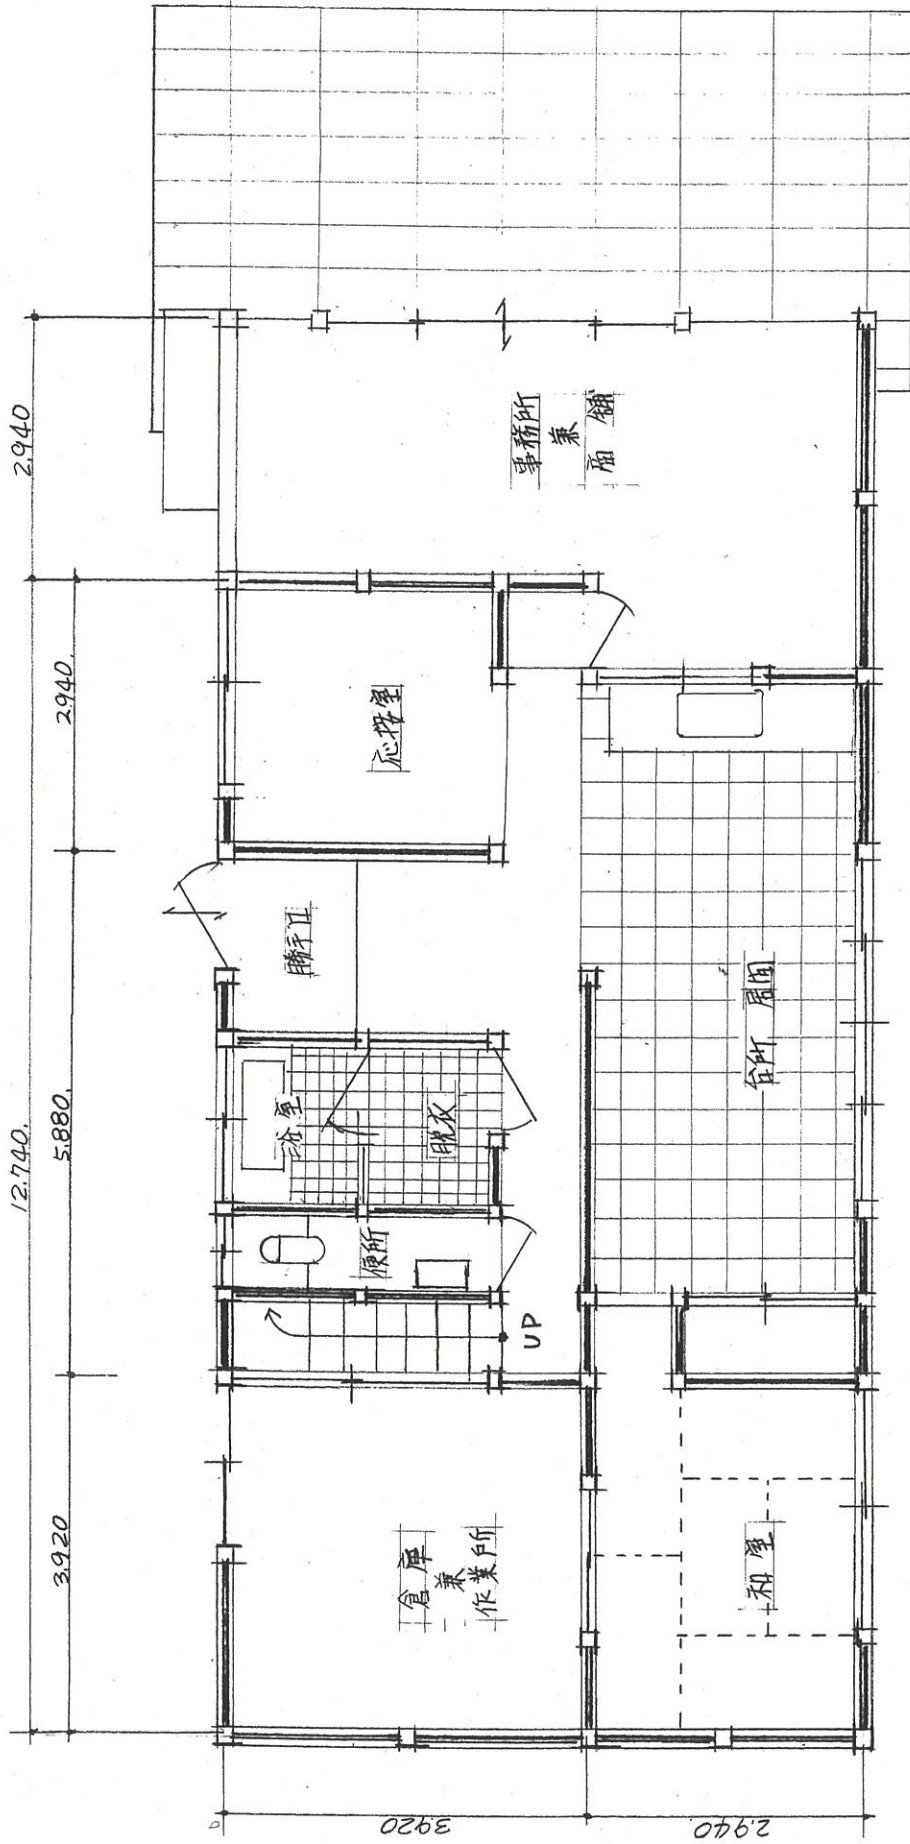 12.740.
3.920
5.880.
2.940.
2.940
3920
2.940
倉庫
兼
作業所
UP
便所
浴室
脱衣
勝手口
応接室
事務所
兼
店舗
和室
台所 居間